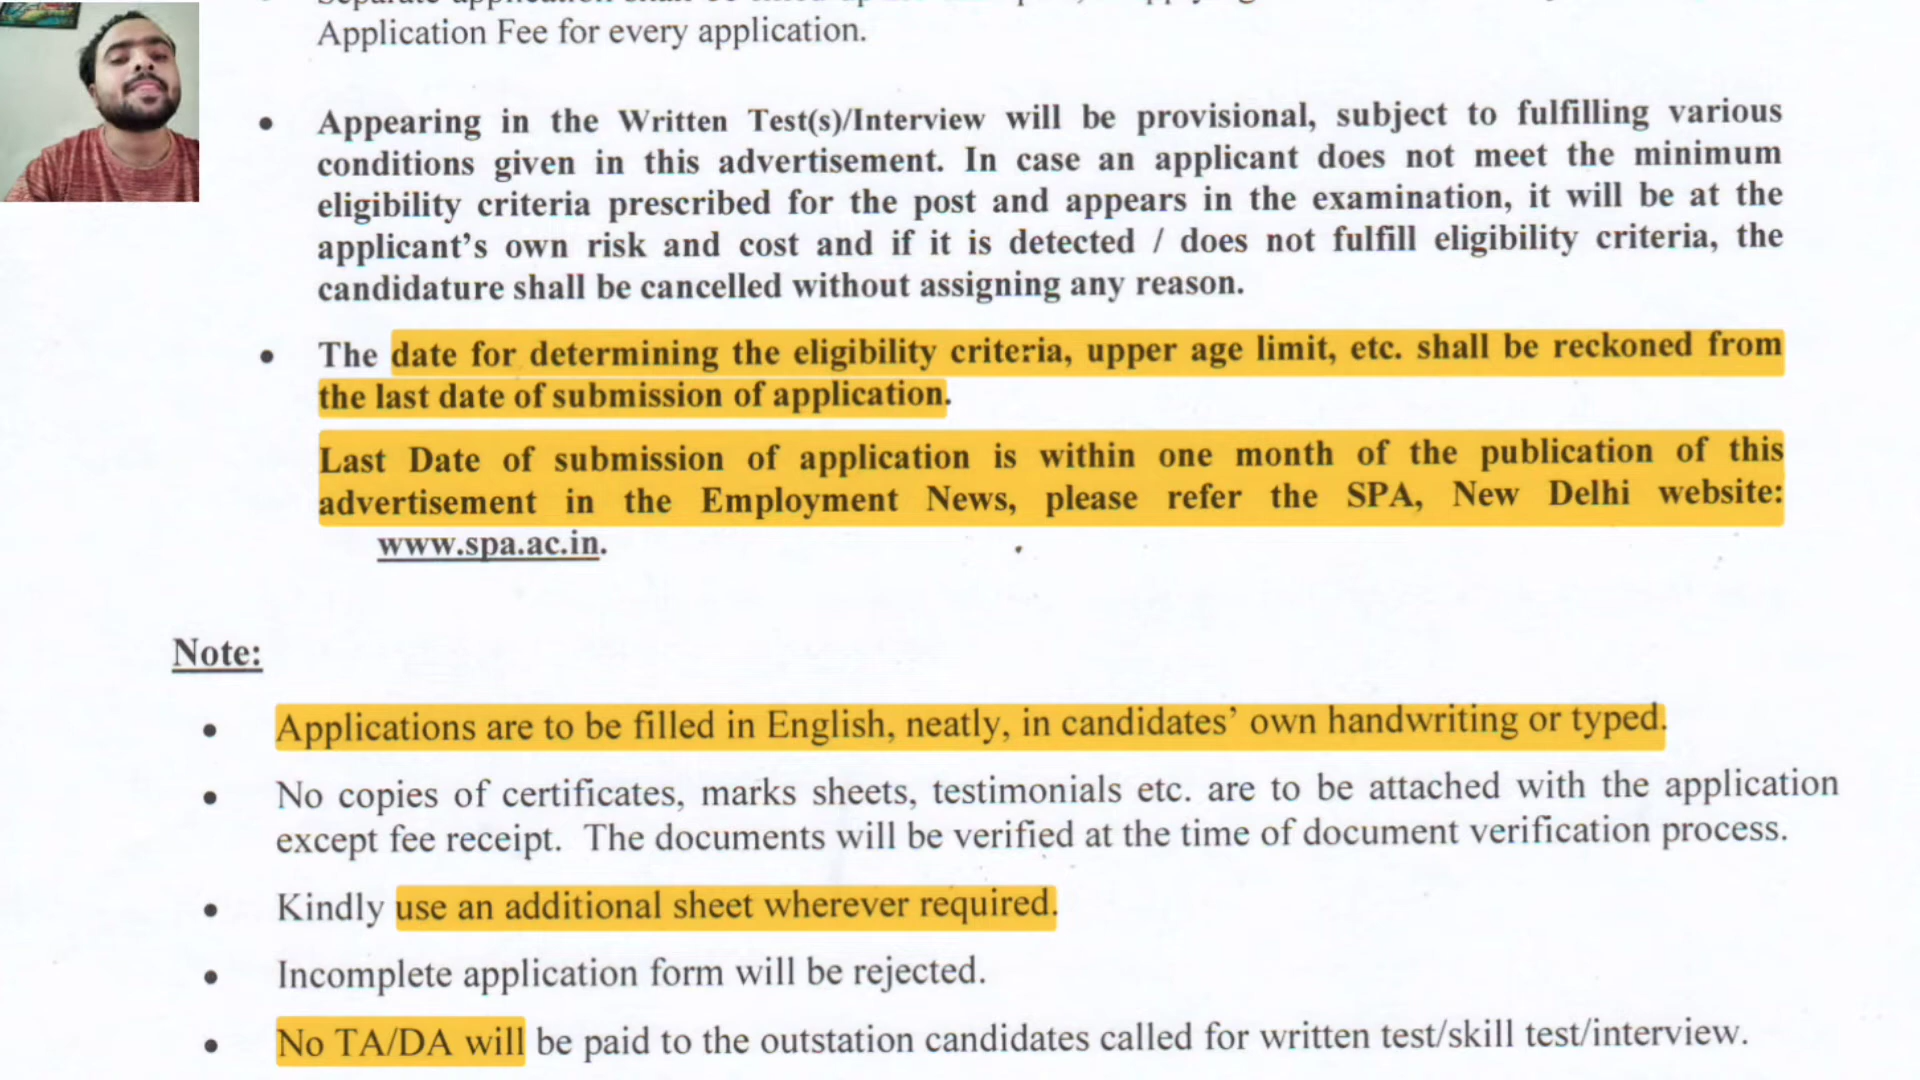 Application Fee for every application.
• Appearing in the Written Test(s)/Interview will be provisional, subject to fulfilling various
conditions given in this advertisement. In case an applicant does not meet the minimum
eligibility criteria prescribed for the post and appears in the examination, it will be at the
applicant's own risk and cost and if it is detected / does not fulfill eligibility criteria, the
candidature shall be cancelled without assigning any reason.
• The date for determining the eligibility criteria, upper age limit, etc. shall be reckoned from
the last date of submission of application.
Last Date of submission of application is within one month of the publication of this
advertisement in the Employment News, please refer the SPA, New Delhi website:
www.spa.ac.in.
Note:
• Applications are to be filled in English, neatly, in candidates' own handwriting or typed.
• No copies of certificates, marks sheets, testimonials etc. are to be attached with the application
except fee receipt. The documents will be verified at the time of document verification process.
• Kindly use an additional sheet wherever required.
• Incomplete application form will be rejected.
• No TA/DA will be paid to the outstation candidates called for written test/skill test/interview.